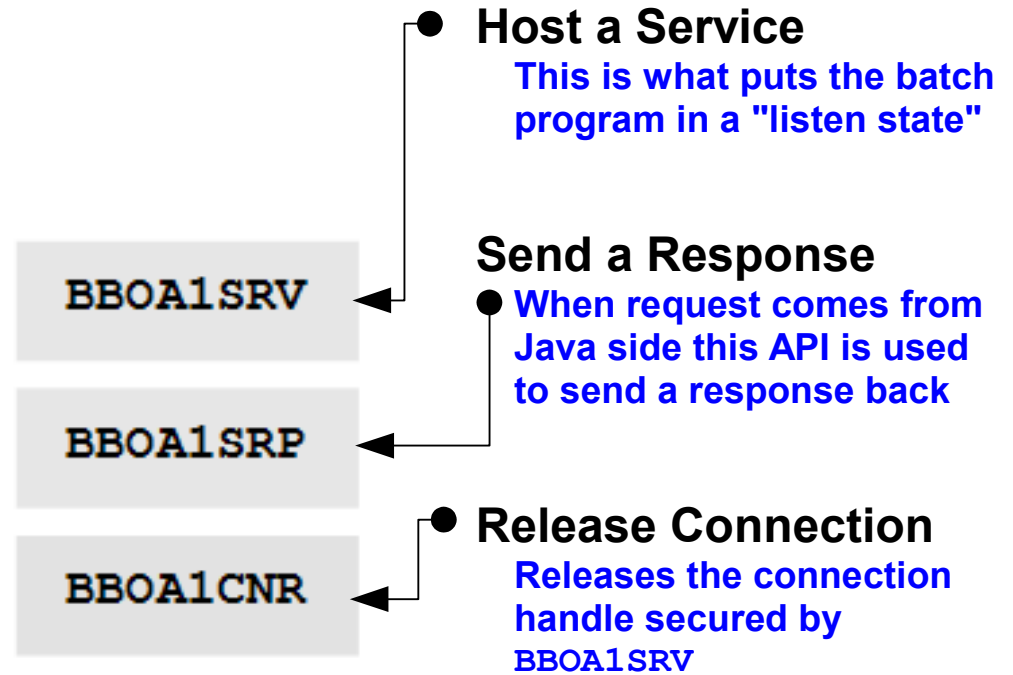 Host a Service
This is what puts the batch
program in a "listen state"
BBOA1SRV
Send a Response
When request comes from
Java side this API is used
to send a response back
BBOA1SRP
Release Connection
Releases the connection
handle secured by
BBOA1SRV
BBOA1CNR